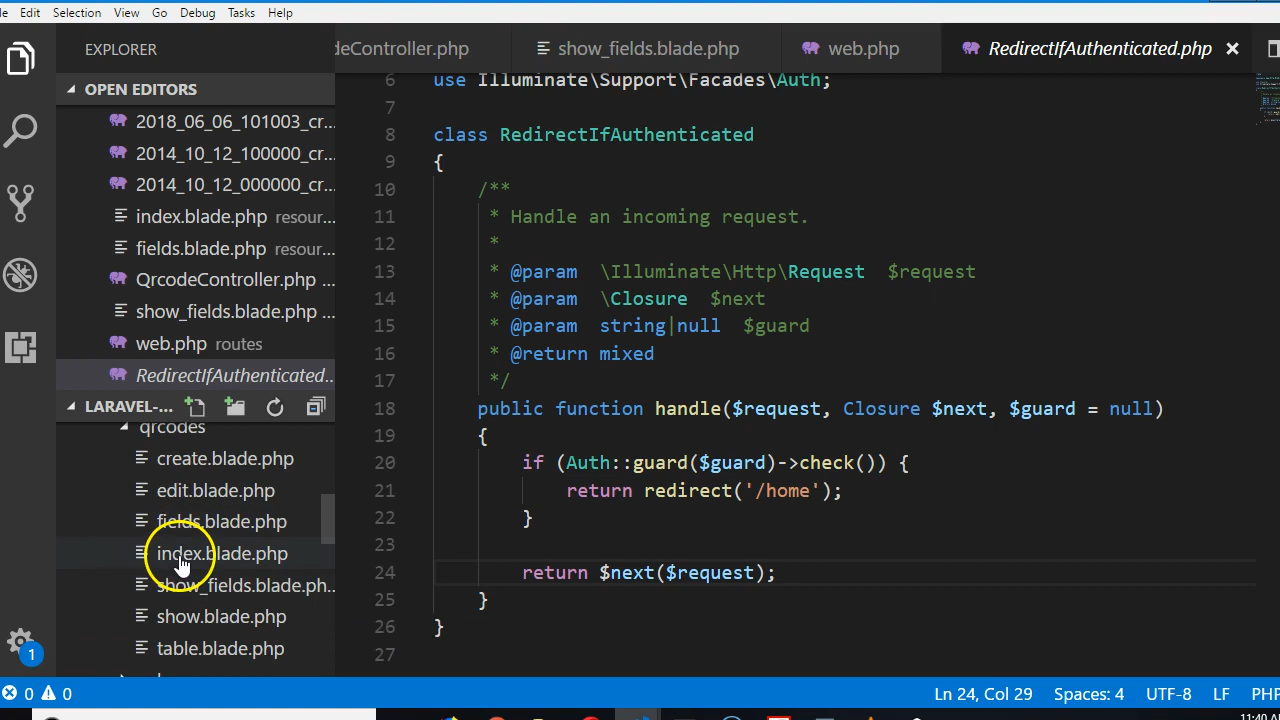 Edit Selection View Go Debug Tasks Help
EXPLORER
deController.php show_fields.blade.php web.php RedirectIfAuthenticated.php
OPEN EDITORS
2018_06_06_101003_cr...
2014_10_12_100000_cr...
2014_10_12_000000_cr...
index.blade.php resour...
fields.blade.php resour...
QrcodeController.php ...
show_fields.blade.php ...
web.php routes
RedirectIfAuthenticated...
LARAVEL-...
qrcodes
create.blade.php
edit.blade.php
fields.blade.php
index.blade.php
show_fields.blade.ph...
show.blade.php
table.blade.php
1
6 use Illuminate\Support\Facades\Auth;
7
8 class RedirectIfAuthenticated
9 {
10 /**
11 * Handle an incoming request.
12 *
13 * @param \Illuminate\Http\Request $request
14 * @param \Closure $next
15 * @param string|null $guard
16 * @return mixed
17 */
18 public function handle($request, Closure $next, $guard = null)
19 {
20 if (Auth::guard($guard)->check()) {
21 return redirect('/home');
22 }
23
24 return $next($request);
25 }
26 }
27
0 0 Ln 24, Col 29 Spaces: 4 UTF-8 LF PHP